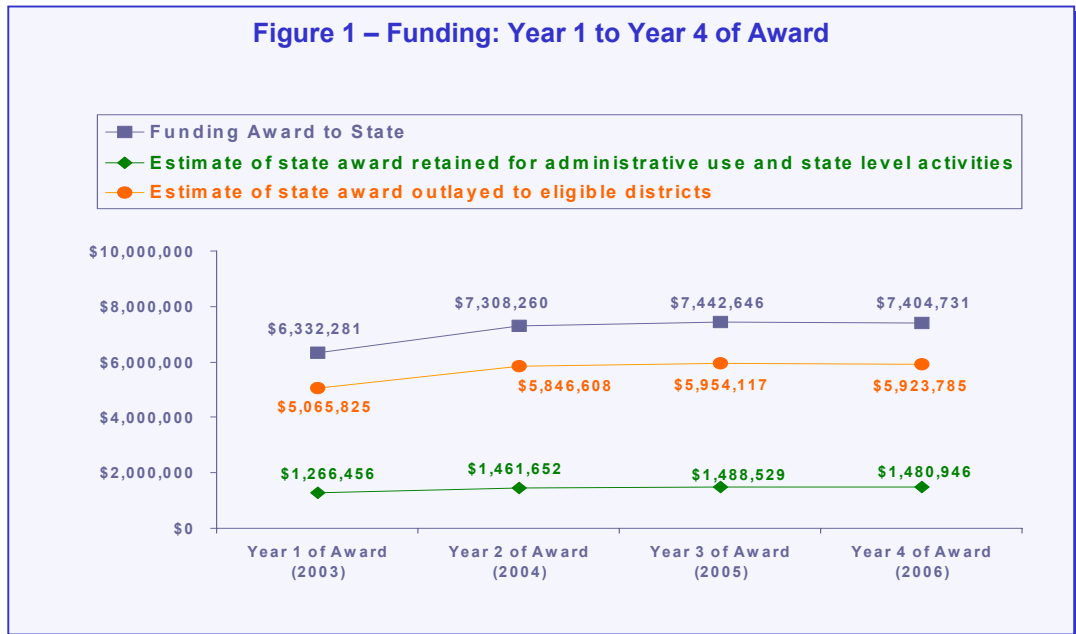 Figure 1 – Funding: Year 1 to Year 4 of Award
Funding Award to State
Estimate of state award retained for administrative use and state level activities
Estimate of state award outlayed to eligible districts
$10,000,000
$8,000,000
$6,000,000
$4,000,000
$2,000,000
$0
$6,332,281
$7,308,260
$7,442,646
$7,404,731
$5,065,825
$5,846,608
$5,954,117
$5,923,785
$1,266,456
$1,461,652
$1,488,529
$1,480,946
Year 1 of Award
(2003)
Year 2 of Award
(2004)
Year 3 of Award
(2005)
Year 4 of Award
(2006)